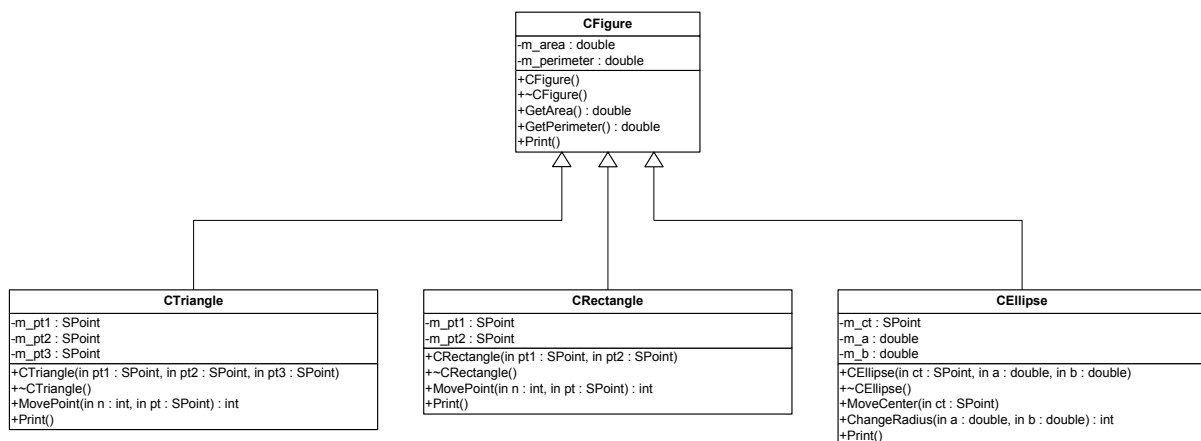 CFigure
-m_area : double
-m_perimeter : double
+CFigure()
+~CFigure()
+GetArea() : double
+GetPerimeter() : double
+Print()
CTriangle
-m_pt1 : SPoint
-m_pt2 : SPoint
-m_pt3 : SPoint
+CTriangle(in pt1 : SPoint, in pt2 : SPoint, in pt3 : SPoint)
+~CTriangle()
+MovePoint(in n : int, in pt : SPoint) : int
+Print()
CRectangle
-m_pt1 : SPoint
-m_pt2 : SPoint
+CRectangle(in pt1 : SPoint, in pt2 : SPoint)
+~CRectangle()
+MovePoint(in n : int, in pt : SPoint) : int
+Print()
CEllipse
-m_ct : SPoint
-m_a : double
-m_b : double
+CEllipse(in ct : SPoint, in a : double, in b : double)
+~CEllipse()
+MoveCenter(in ct : SPoint)
+ChangeRadius(in a : double, in b : double) : int
+Print()